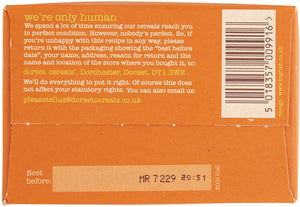 we're only human
We spend a lot of time ensuring our cereals reach you
in perfect condition. However, nobody's perfect. So, if
you're unhappy with this recipe in any way, please
return it with the packaging showing the "best before
date", your name, address, reason for return and the
name and location of the store where you bought it, to:
dorset cereals', Dorchester, Dorset, DT1 3WE
We'll do everything to put it right. Of course this does
not affect your statutory rights. You can also email us:
pleasetellus@dorsetcereals.co.uk
5 018357 009916
Best
before:
MR 7 229 20:51